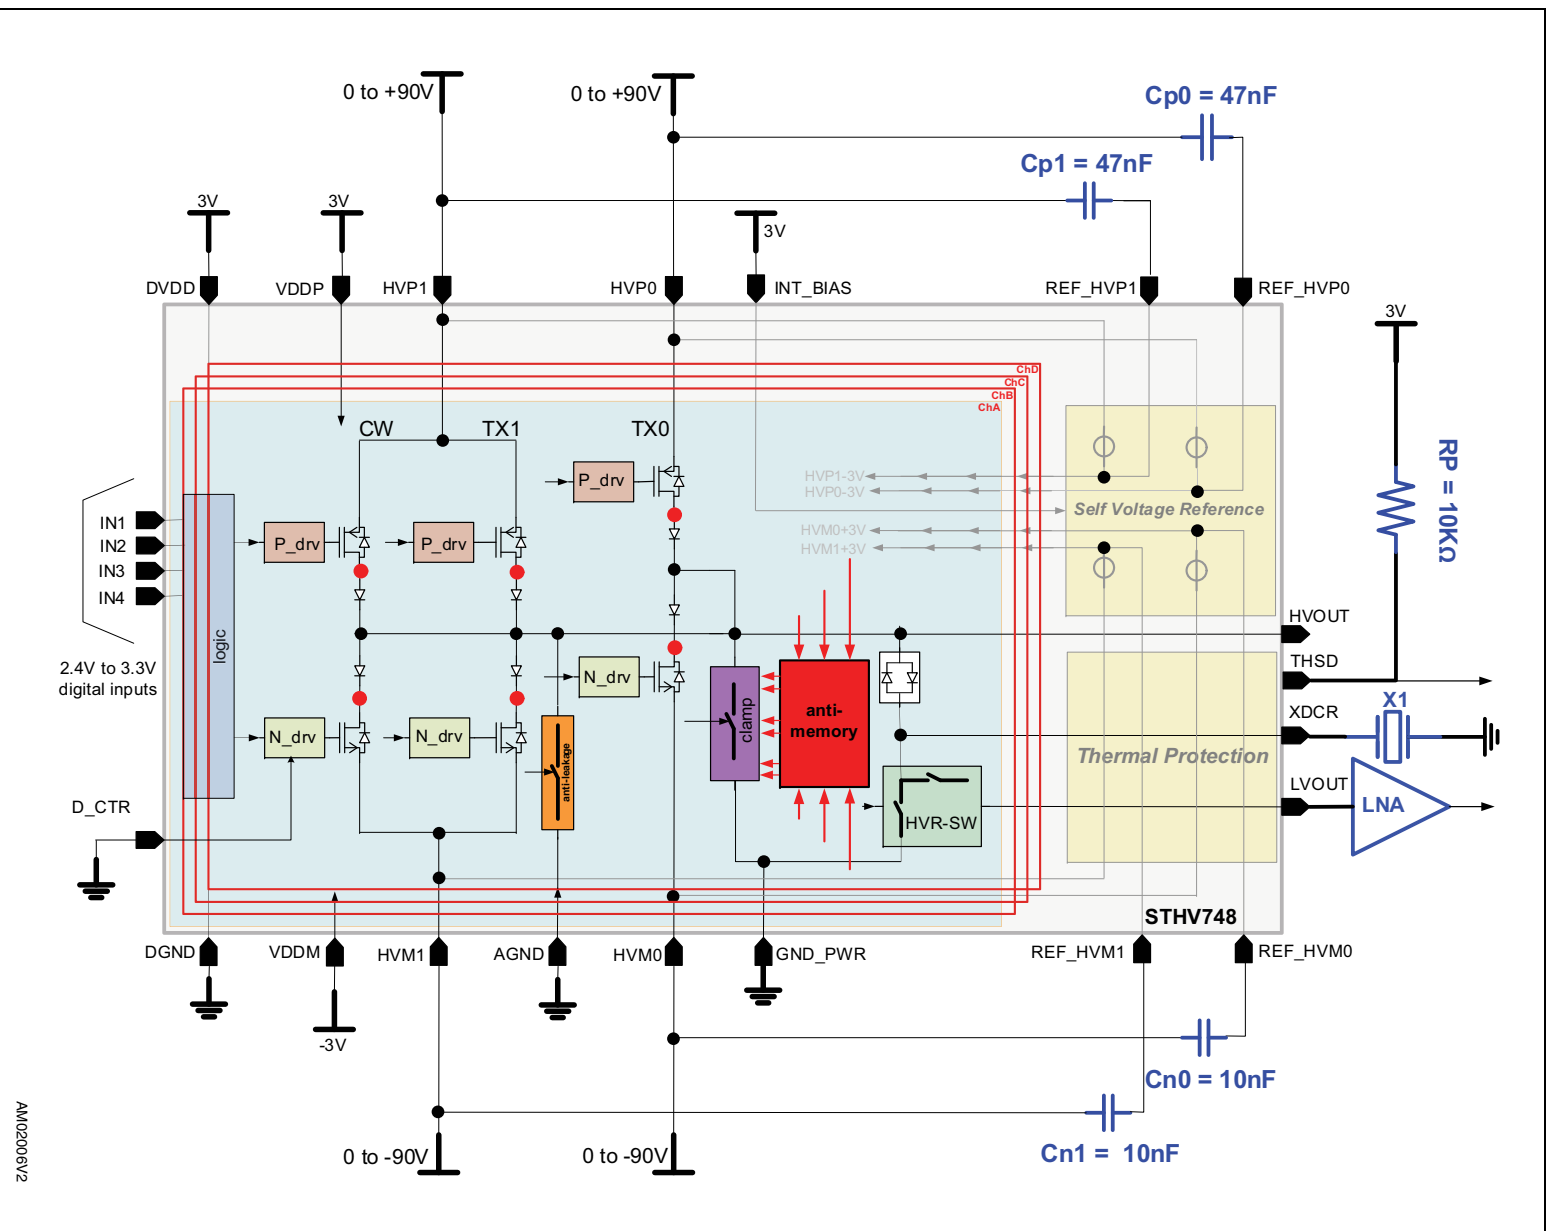 0 to +90V
0 to +90V
Cp0 = 47nF
Cp1 = 47nF
3V
3V
3V
DVDD
VDDP
HVP1
HVP0
INT_BIAS
REF_HVP1
REF_HVP0
3V
ChD
ChC
ChB
ChA
CW
TX1
TX0
P_drv
HVP1-3V
HVP0-3V
Self Voltage Reference
RP = 10KΩ
IN1
IN2
IN3
IN4
P_drv
P_drv
HVM0+3V
HVM1+3V
2.4V to 3.3V
digital inputs
logic
HVOUT
THSD
N_drv
clamp
anti-
memory
XDCR
X1
N_drv
N_drv
anti-leakage
Thermal Protection
LVOUT
LNA
HVR-SW
D_CTR
STHV748
DGND
VDDM
HVM1
AGND
HVM0
GND_PWR
REF_HVM1
REF_HVM0
-3V
Cn0 = 10nF
Cn1 = 10nF
0 to -90V
0 to -90V
AM02006V2